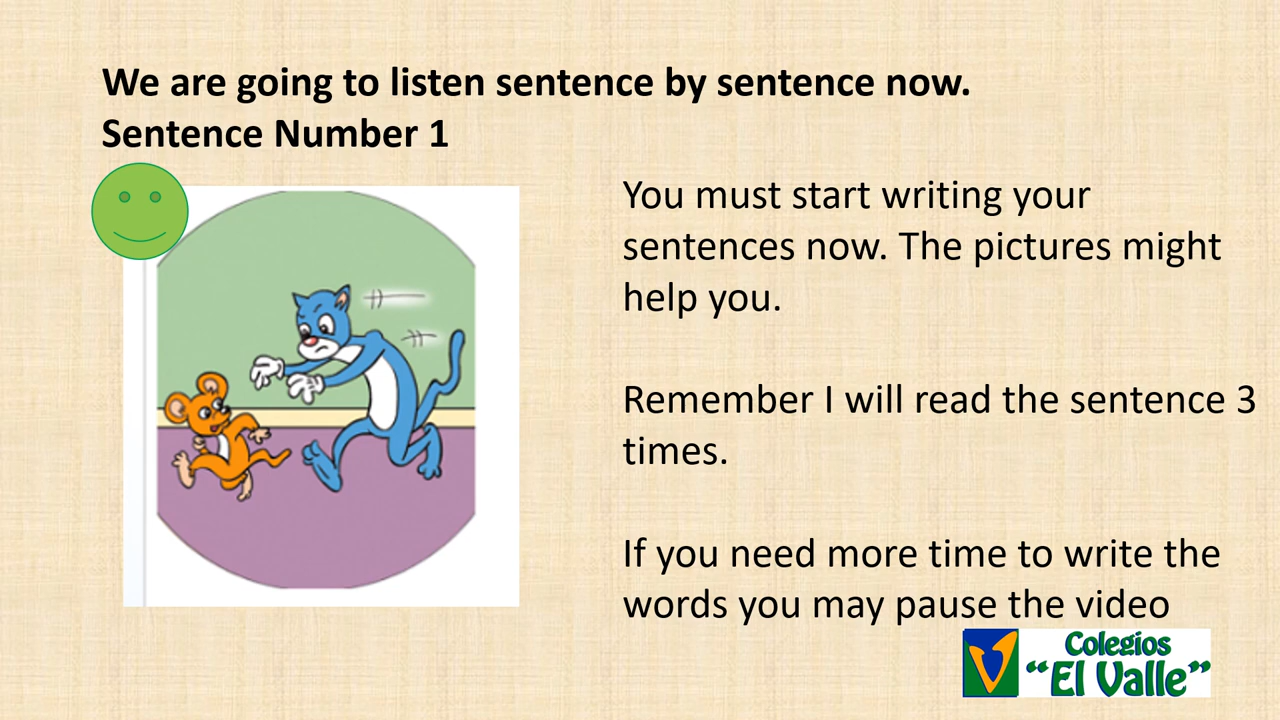 We are going to listen sentence by sentence now.
Sentence Number 1
You must start writing your
sentences now. The pictures might
help you.
Remember I will read the sentence 3
times.
If you need more time to write the
words you may pause the video
Colegios
“El Valle”